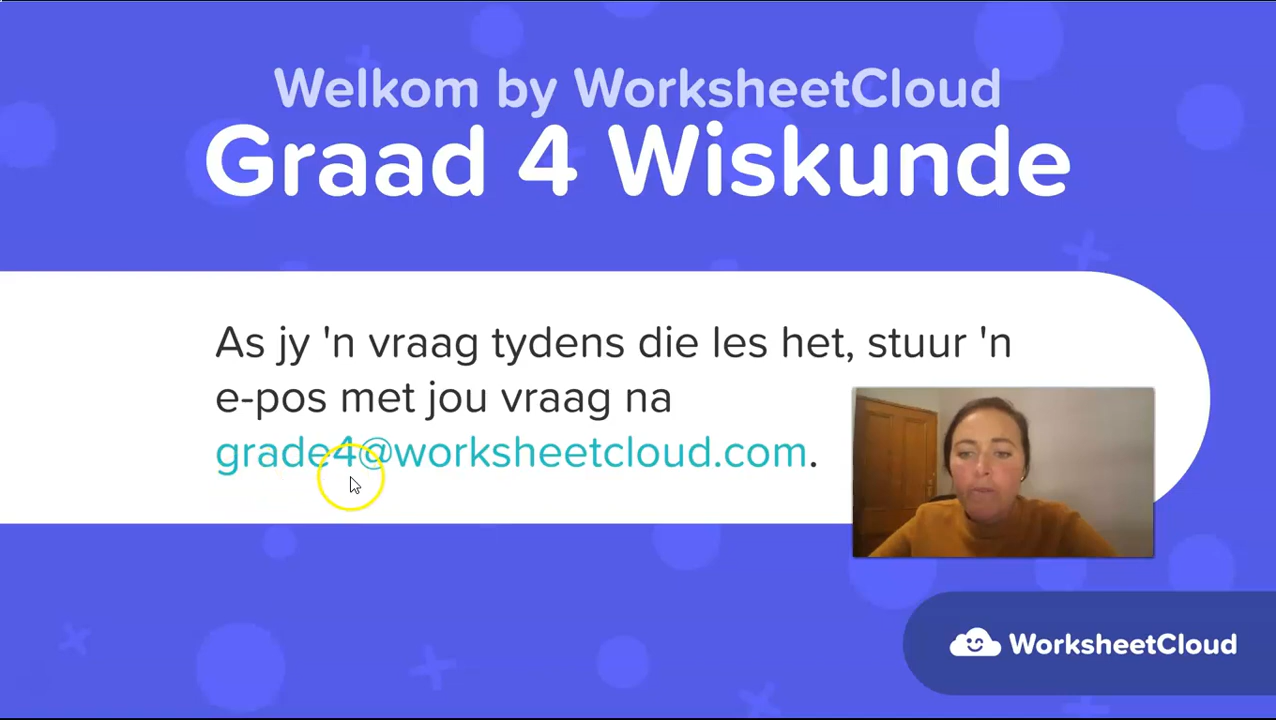 Welkom by WorksheetCloud
Graad 4 Wiskunde
As jy 'n vraag tydens die les het, stuur 'n
e-pos met jou vraag na
grade4@worksheetcloud.com.
WorksheetCloud